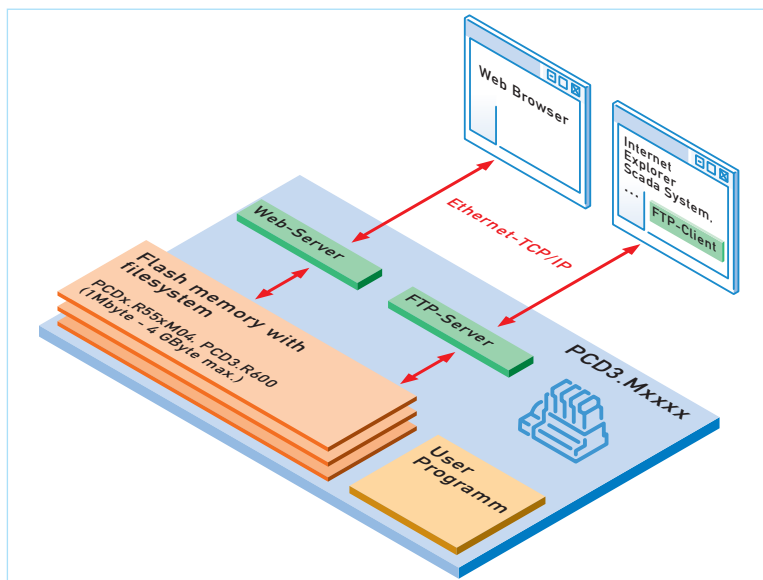 Web Browser
Internet
Explorer
Scada System,
...
FTP-Client
Ethernet-TCP/IP
Web-Server
FTP-Server
Flash memory with
filesystem
PCDx.R55xM04, PCD3.R600
(1Mbyte - 4 GByte max.)
PCD3.Mxxxx
User
Programm